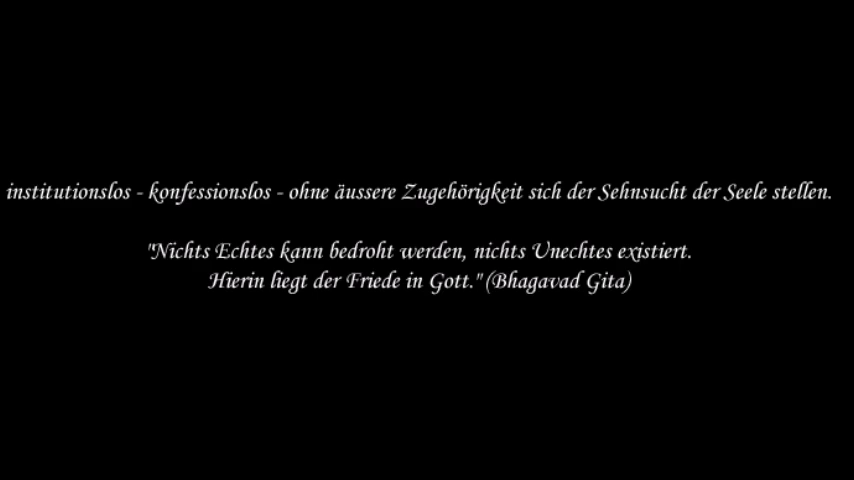 institutionslos - konfessionslos - ohne äussere Zugehörigkeit sich der Sehnsucht der Seele stellen.
"Nichts Echtes kann bedroht werden, nichts Unechtes existiert.
Hierin liegt der Friede in Gott." (Bhagavad Gita)